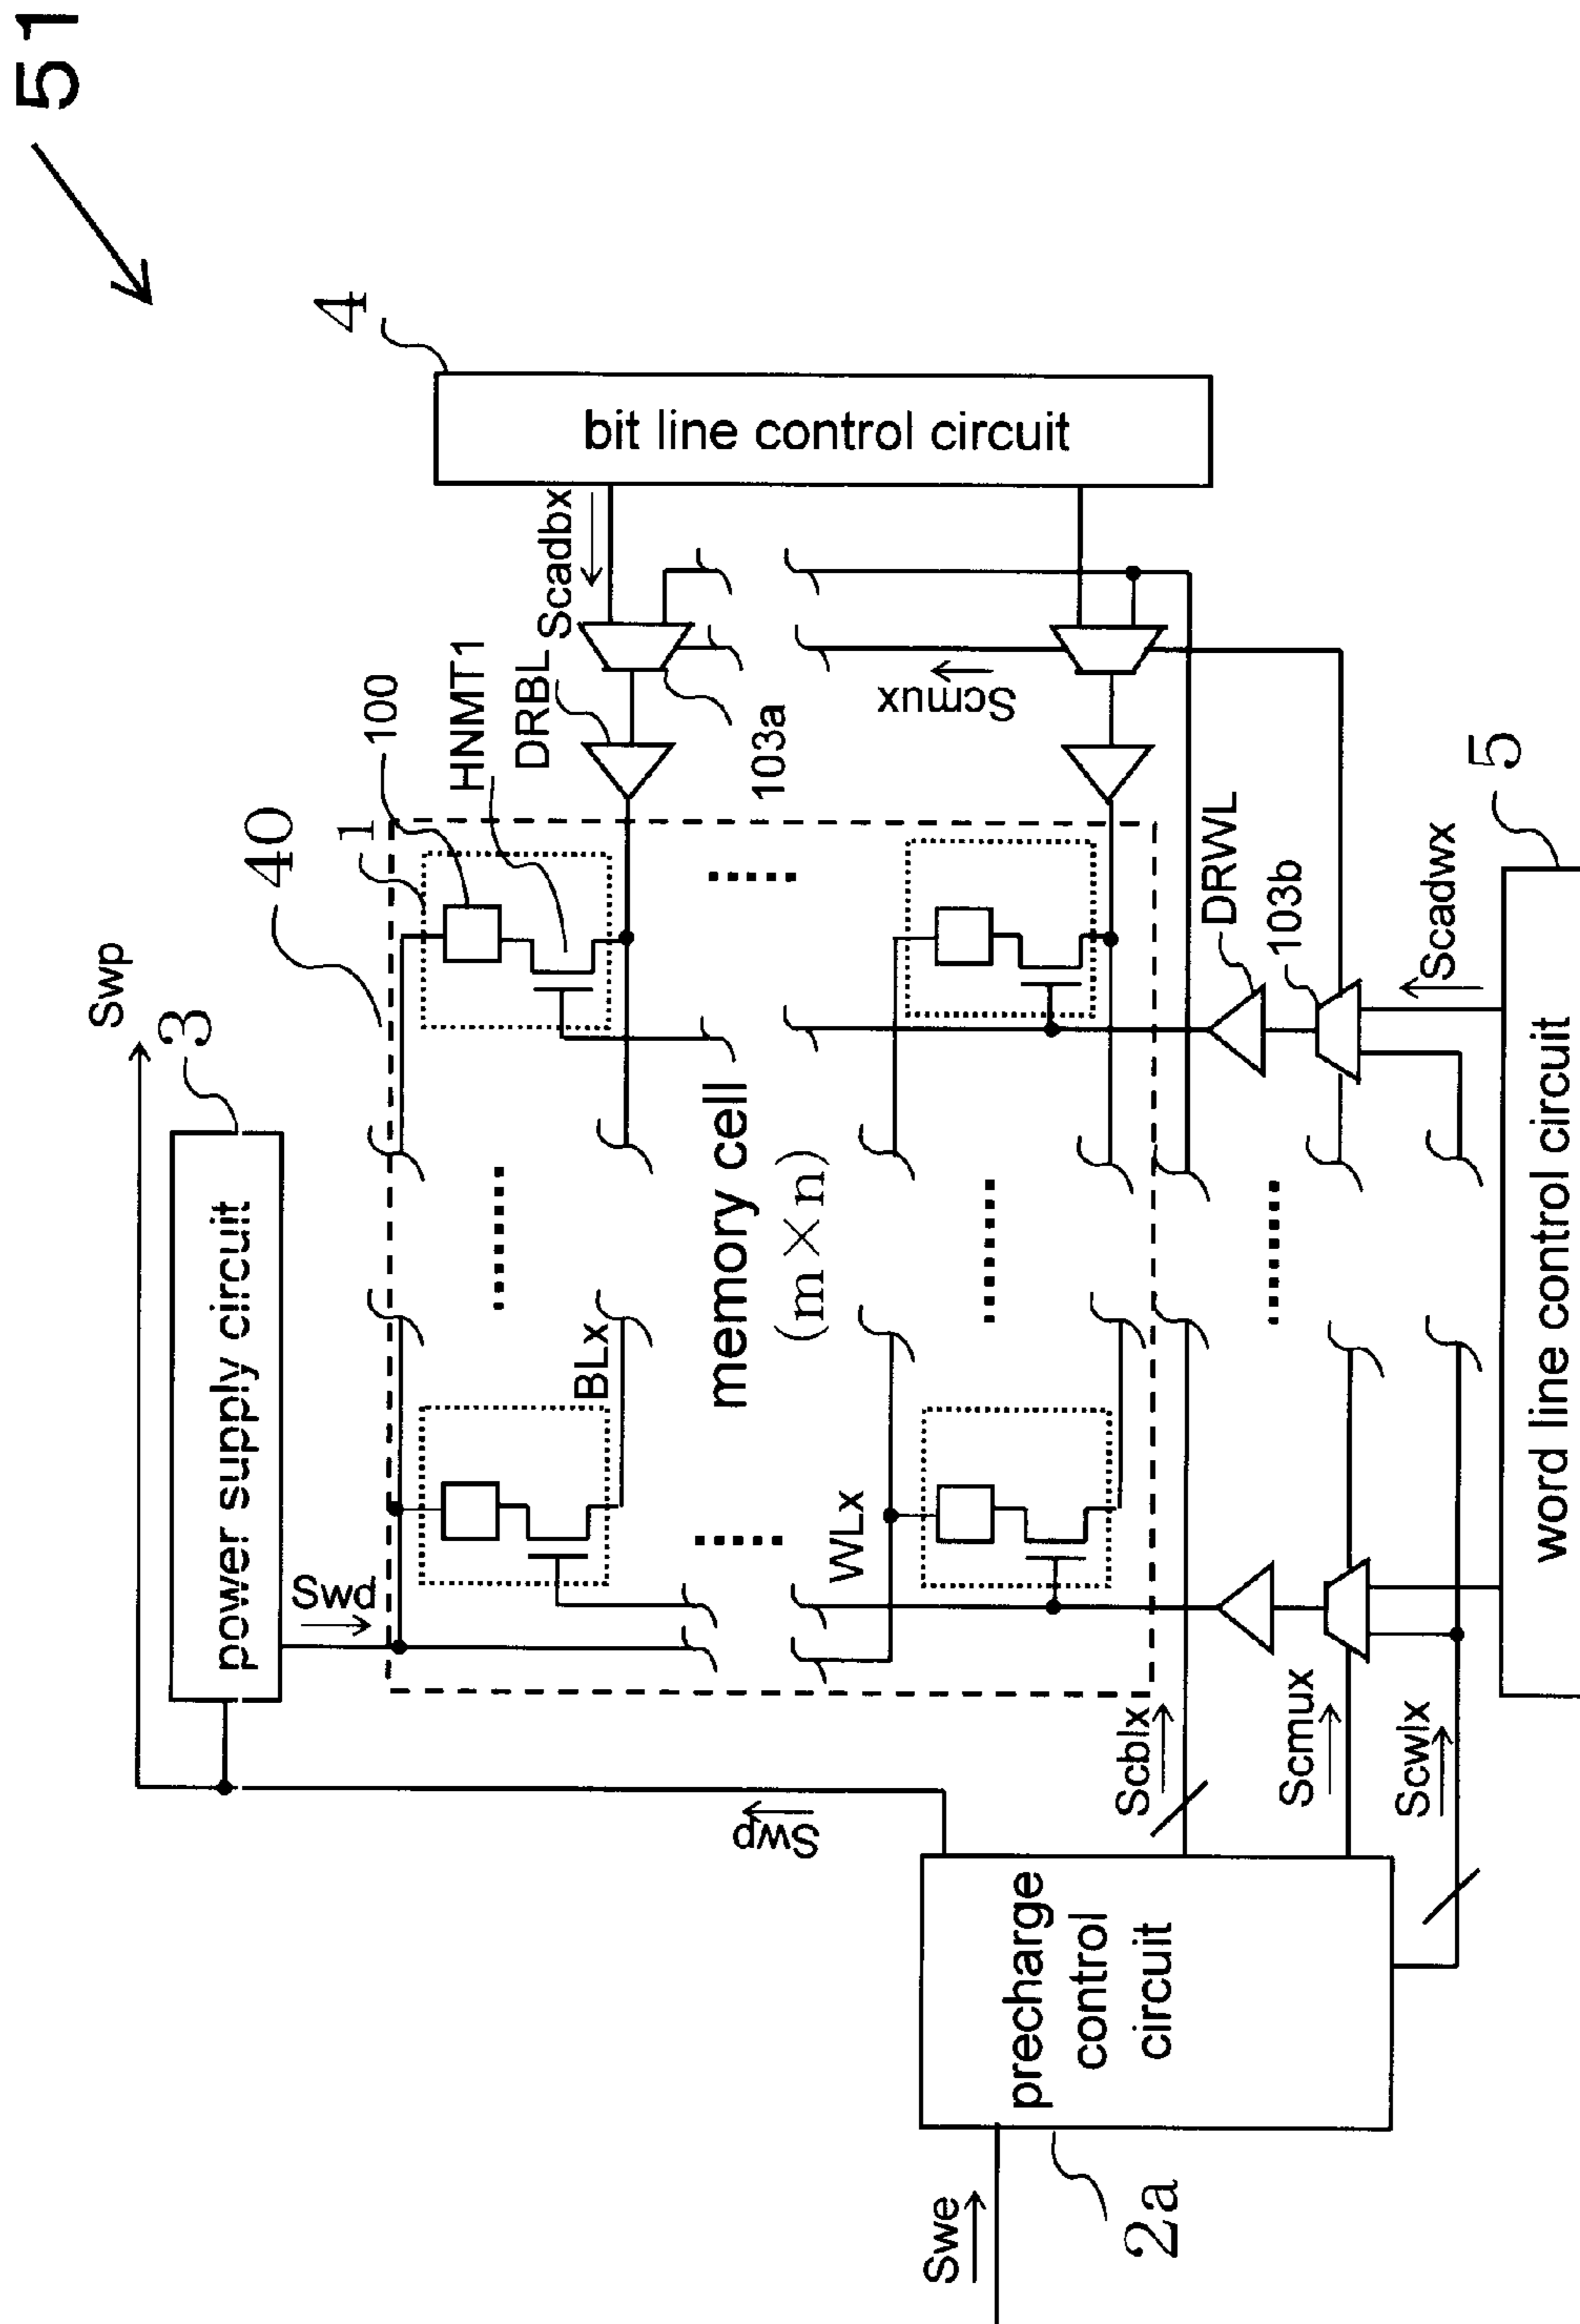 51
Swp
3
power supply circuit
Swd
40
1
100
HNMT1
DRBL
Scadbx
4
bit line control circuit
103a
BLx
memory cell
(m×n)
WLx
Scmux
DRWL
103b
Scadwx
5
word line control circuit
Swp
Scblx
Scmux
Scwlx
precharge
control
circuit
Swe
2a